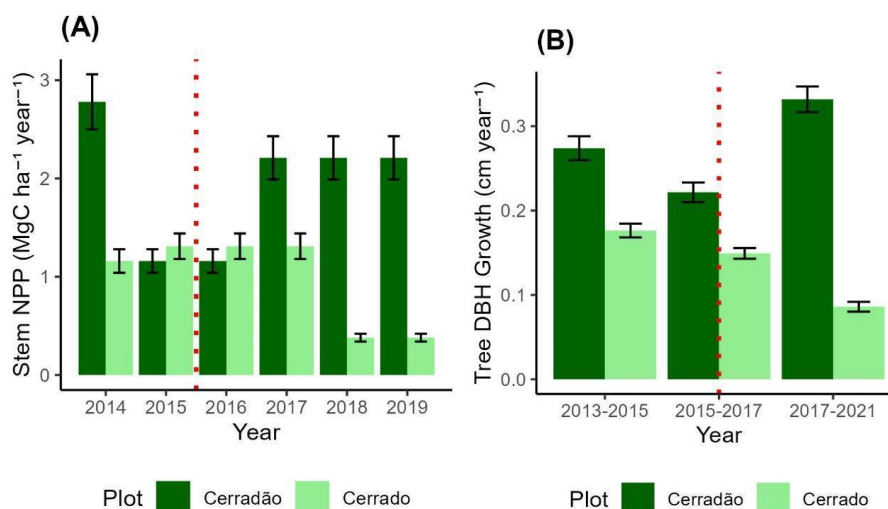 (A)
Stem NPP (MgC ha⁻¹ year⁻¹)
3
2
1
0
2014 2015 2016 2017 2018 2019
Year
Plot Cerradão Cerrado
(B)
Tree DBH Growth (cm year⁻¹)
0.3
0.2
0.1
0.0
2013-2015 2015-2017 2017-2021
Year
Plot Cerradão Cerrado